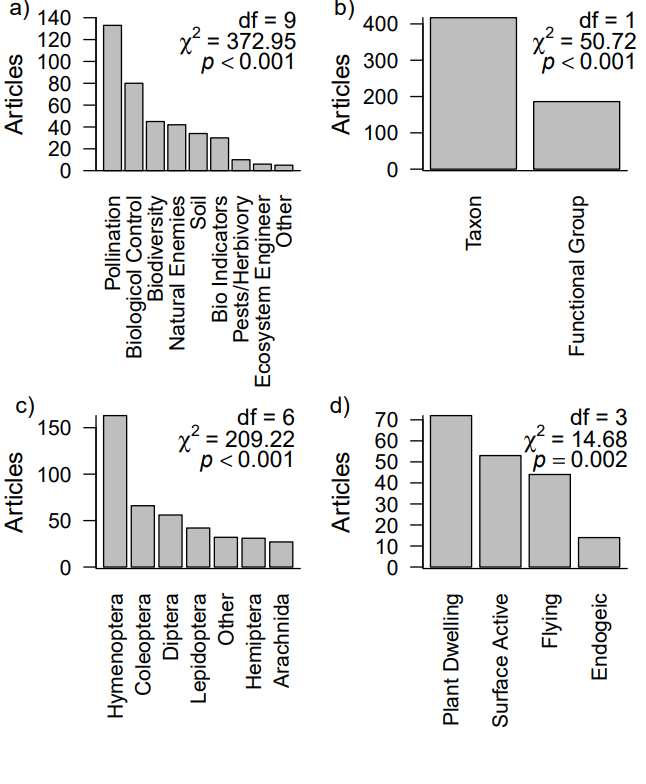 a)
df = 9
χ² = 372.95
p < 0.001
Articles
140
120
100
80
60
40
20
0
Pollination
Biologicol Control
Biodiversity
Natural Enemies
Soil
Bio Indicators
Pests/Herbivory
Ecosystem Engineer
Other
b)
df = 1
χ² = 50.72
p < 0.001
Articles
400
300
200
100
0
Taxon
Functional Group
c)
df = 6
χ² = 209.22
p < 0.001
Articles
150
100
50
0
Hymenoptera
Coleoptera
Diptera
Lepidoptera
Other
Hemiptera
Arachnida
d)
df = 3
χ² = 14.68
p = 0.002
Articles
70
60
50
40
30
20
10
0
Plant Dwelling
Surface Active
Flying
Endogeic